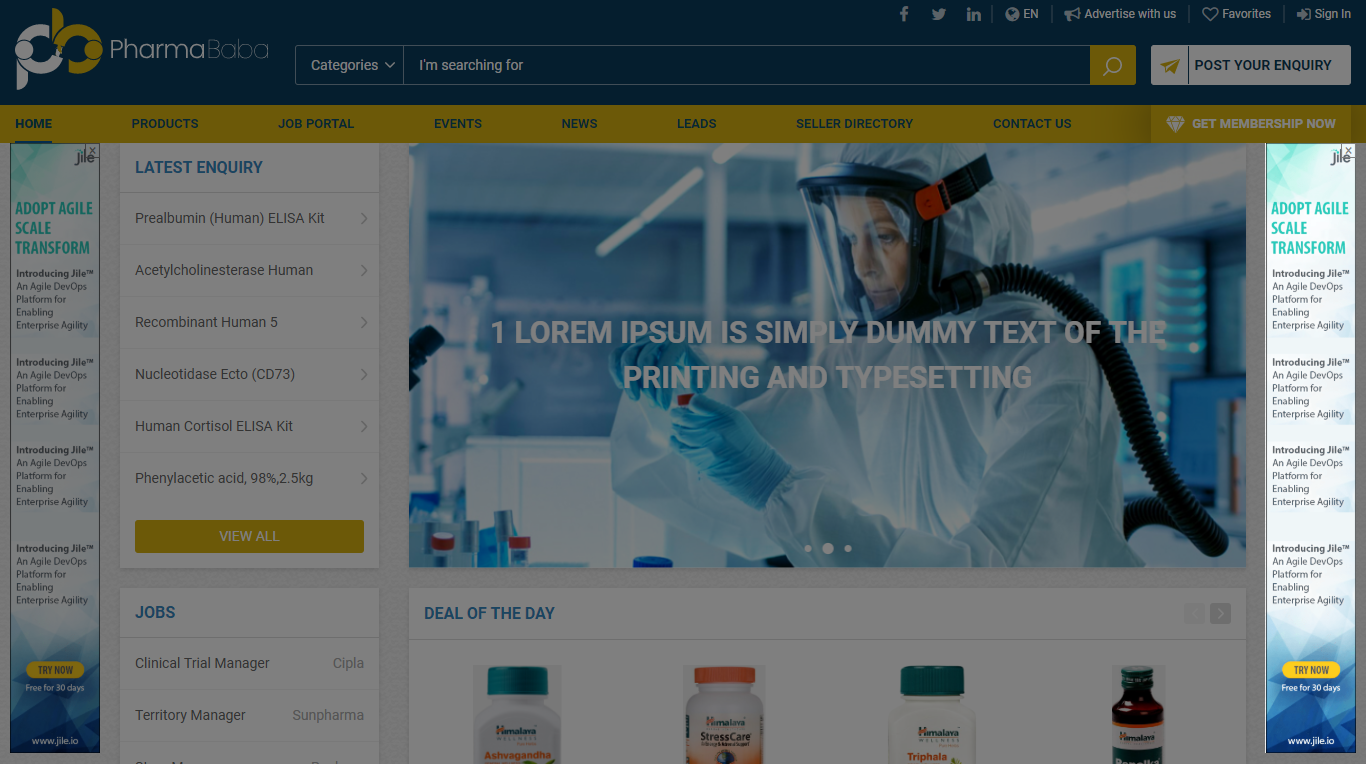 EN
Advertise with us
Favorites
Sign In
PharmaBaba
Categories
I'm searching for
POST YOUR ENQUIRY
HOME
PRODUCTS
JOB PORTAL
EVENTS
NEWS
LEADS
SELLER DIRECTORY
CONTACT US
GET MEMBERSHIP NOW
Jile
ADOPT AGILE
SCALE
TRANSFORM
Introducing Jile™
An Agile DevOps
Platform for
Enabling
Enterprise Agility
Introducing Jile™
An Agile DevOps
Platform for
Enabling
Enterprise Agility
Introducing Jile™
An Agile DevOps
Platform for
Enabling
Enterprise Agility
Introducing Jile™
An Agile DevOps
Platform for
Enabling
Enterprise Agility
TRY NOW
Free for 30 days
www.jile.io
LATEST ENQUIRY
Prealbumin (Human) ELISA Kit
Acetylcholinesterase Human
Recombinant Human 5
Nucleotidase Ecto (CD73)
Human Cortisol ELISA Kit
Phenylacetic acid, 98%,2.5kg
VIEW ALL
1 LOREM IPSUM IS SIMPLY DUMMY TEXT OF THE
PRINTING AND TYPESETTING
JOBS
Clinical Trial Manager Cipla
Territory Manager Sunpharma
DEAL OF THE DAY
Himalaya
WELLNESS
Ashvagandha
Himalaya
StressCare
Himalaya
WELLNESS
Triphala
Himalaya
Jile
ADOPT AGILE
SCALE
TRANSFORM
Introducing Jile™
An Agile DevOps
Platform for
Enabling
Enterprise Agility
Introducing Jile™
An Agile DevOps
Platform for
Enabling
Enterprise Agility
Introducing Jile™
An Agile DevOps
Platform for
Enabling
Enterprise Agility
Introducing Jile™
An Agile DevOps
Platform for
Enabling
Enterprise Agility
TRY NOW
Free for 30 days
www.jile.io